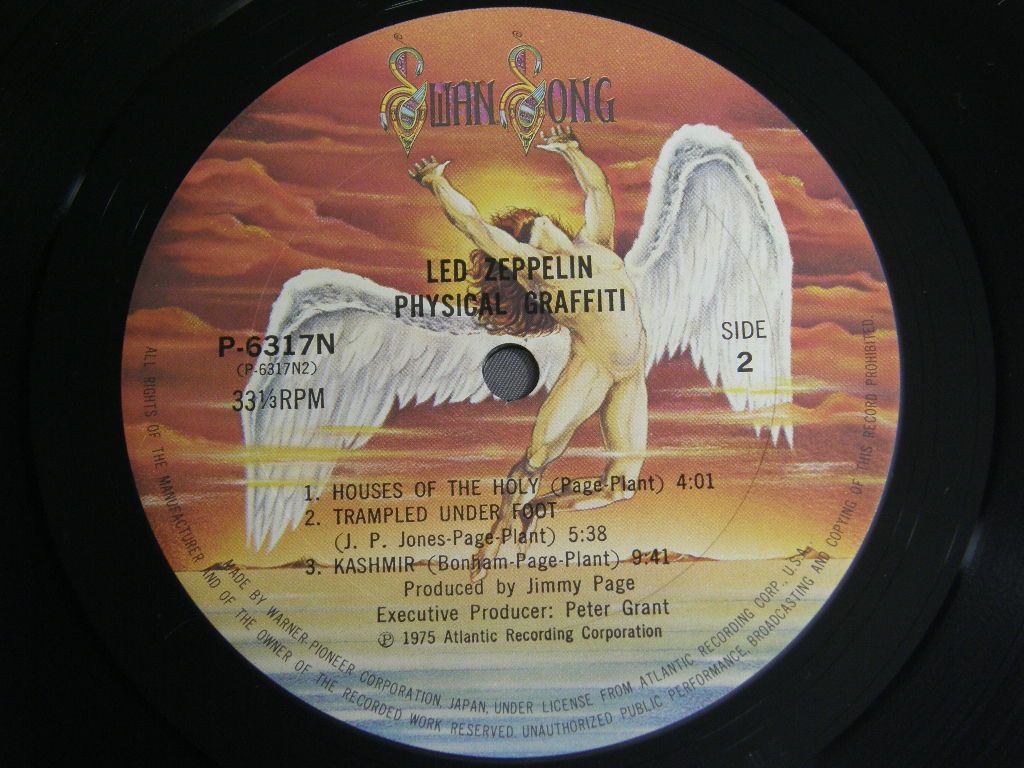 SWAN SONG
LED ZEPPELIN
PHYSICAL GRAFFITI
P-6317N
(P-6317N2)
33⅓RPM
SIDE
2
1. HOUSES OF THE HOLY (Page-Plant) 4:01
2. TRAMPLED UNDER FOOT
(J. P. Jones-Page-Plant) 5:38
3. KASHMIR (Bonham-Page-Plant) 9:41
Produced by Jimmy Page
Executive Producer: Peter Grant
Ⓟ 1975 Atlantic Recording Corporation
MADE BY WARNER-PIONEER CORPORATION, JAPAN, UNDER LICENSE FROM ATLANTIC RECORDING CORP., U.S.A.
ALL RIGHTS OF THE MANUFACTURER AND OF THE OWNER OF THE RECORDED WORK RESERVED. UNAUTHORIZED PUBLIC PERFORMANCE, BROADCASTING AND COPYING OF THIS RECORD PROHIBITED.